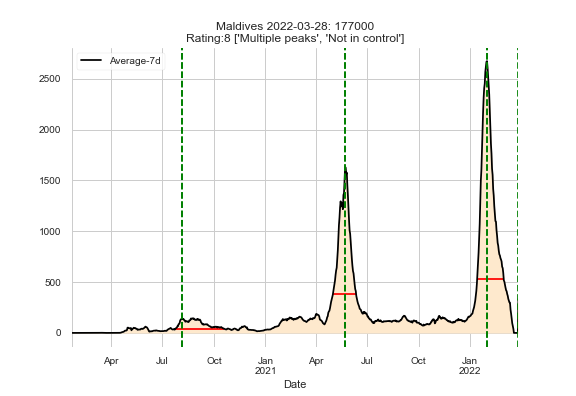 Maldives 2022-03-28: 177000
Rating:8 ['Multiple peaks', 'Not in control']
Average-7d
2500
2000
1500
1000
500
0
Apr Jul Oct Jan Apr Jul Oct Jan
2021 2022
Date